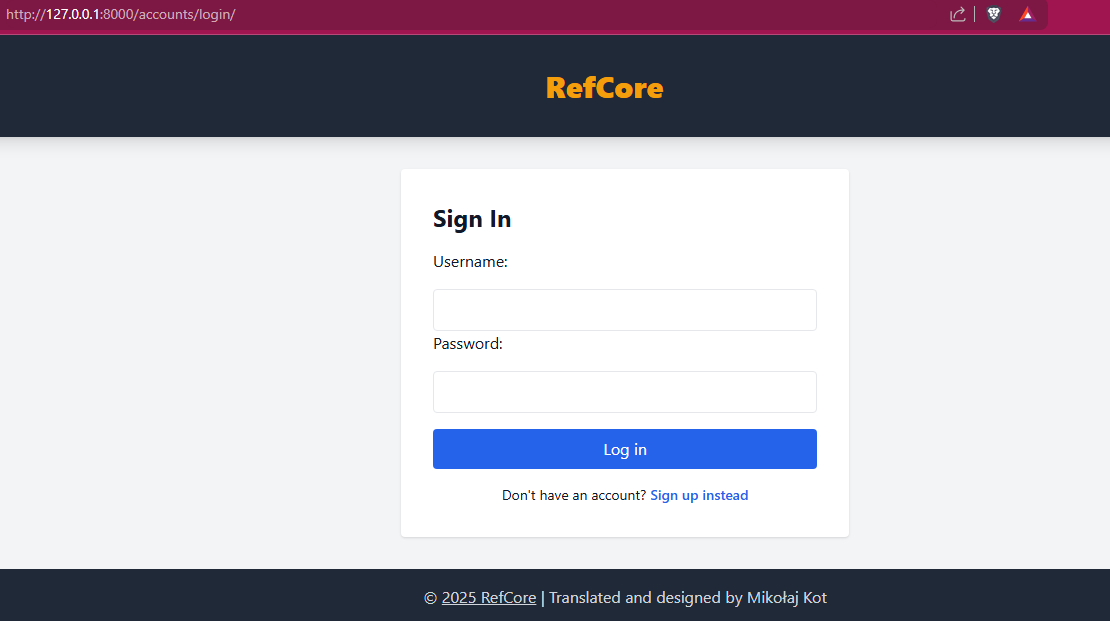 http://127.0.0.1:8000/accounts/login/
RefCore
Sign In
Username:
Password:
Log in
Don't have an account? Sign up instead
© 2025 RefCore | Translated and designed by Mikołaj Kot